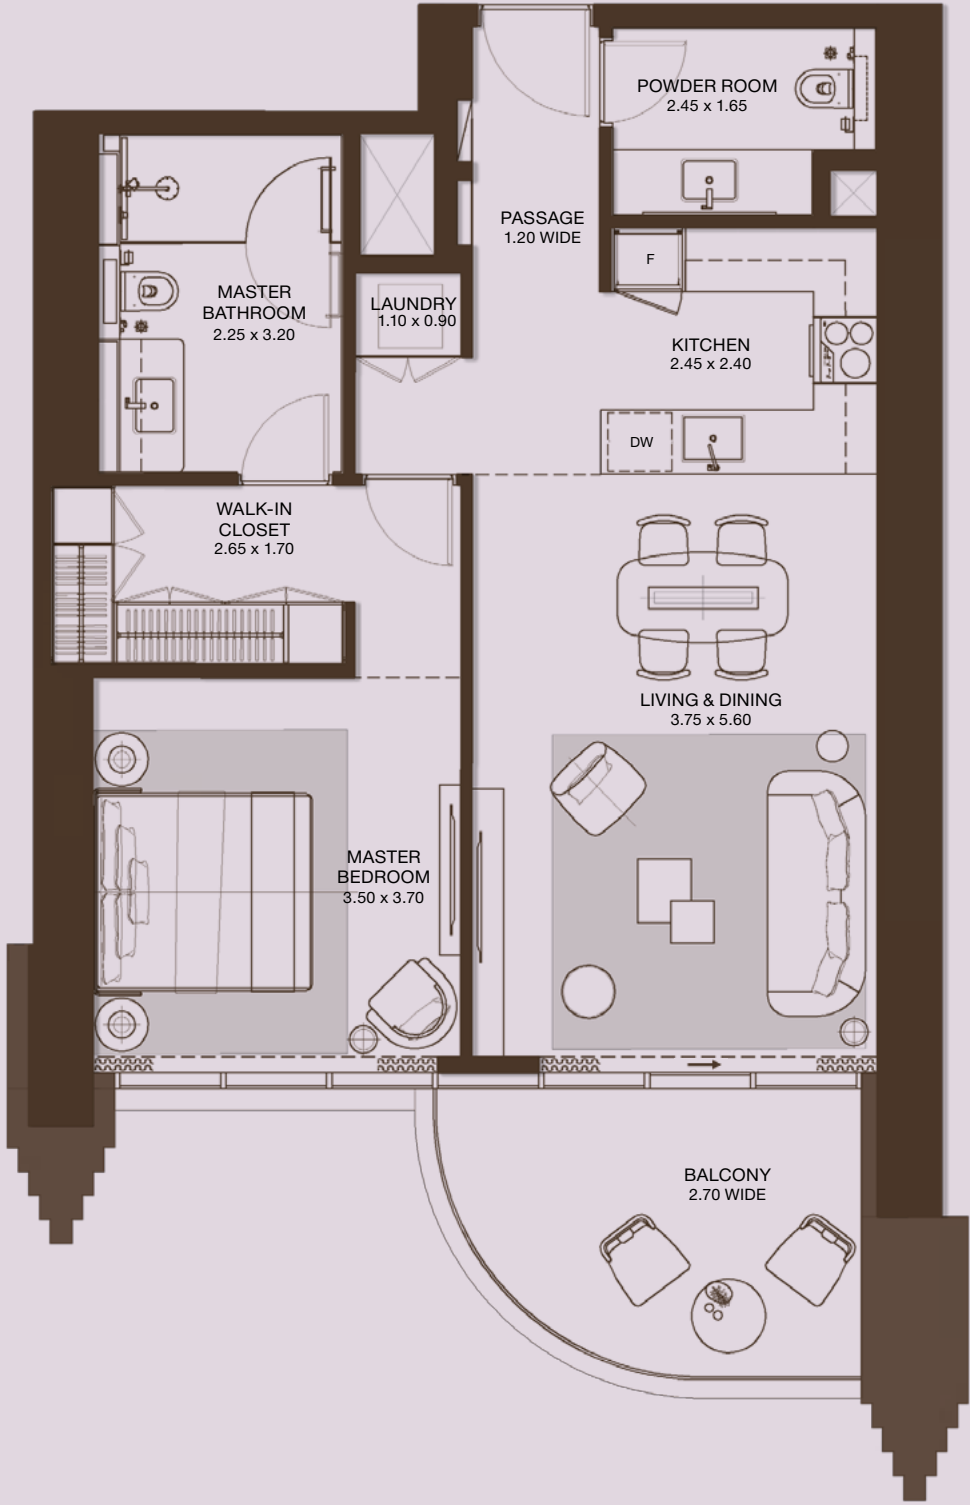 POWDER ROOM
2.45 x 1.65
PASSAGE
1.20 WIDE
F
MASTER
BATHROOM
2.25 x 3.20
LAUNDRY
1.10 x 0.90
KITCHEN
2.45 x 2.40
DW
WALK-IN
CLOSET
2.65 x 1.70
LIVING & DINING
3.75 x 5.60
MASTER
BEDROOM
3.50 x 3.70
BALCONY
2.70 WIDE